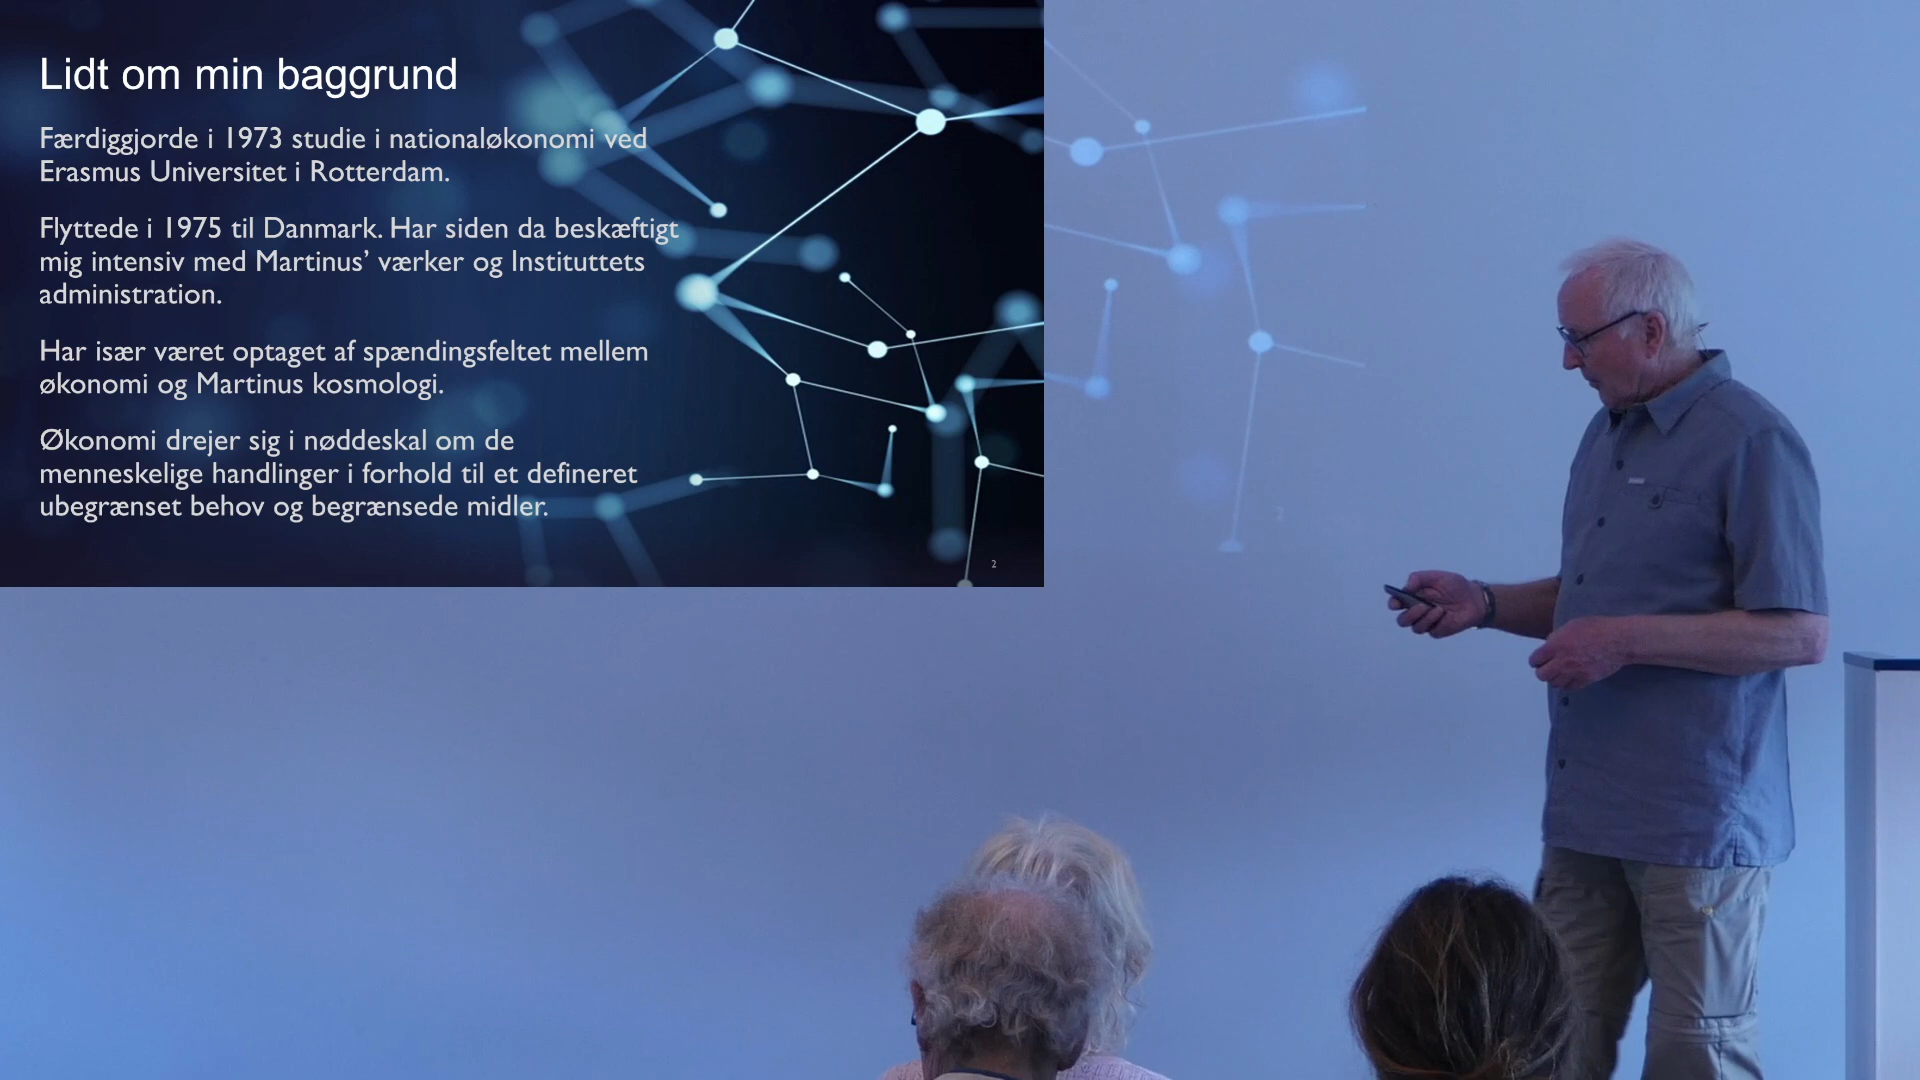 Lidt om min baggrund
Færdiggjorde i 1973 studie i nationaløkonomi ved
Erasmus Universitet i Rotterdam.
Flyttede i 1975 til Danmark. Har siden da beskæftigt
mig intensiv med Martinus’ værker og Instituttets
administration.
Har især været optaget af spændingsfeltet mellem
økonomi og Martinus kosmologi.
Økonomi drejer sig i nøddeskal om de
menneskelige handlinger i forhold til et defineret
ubegrænset behov og begrænsede midler.
2
2